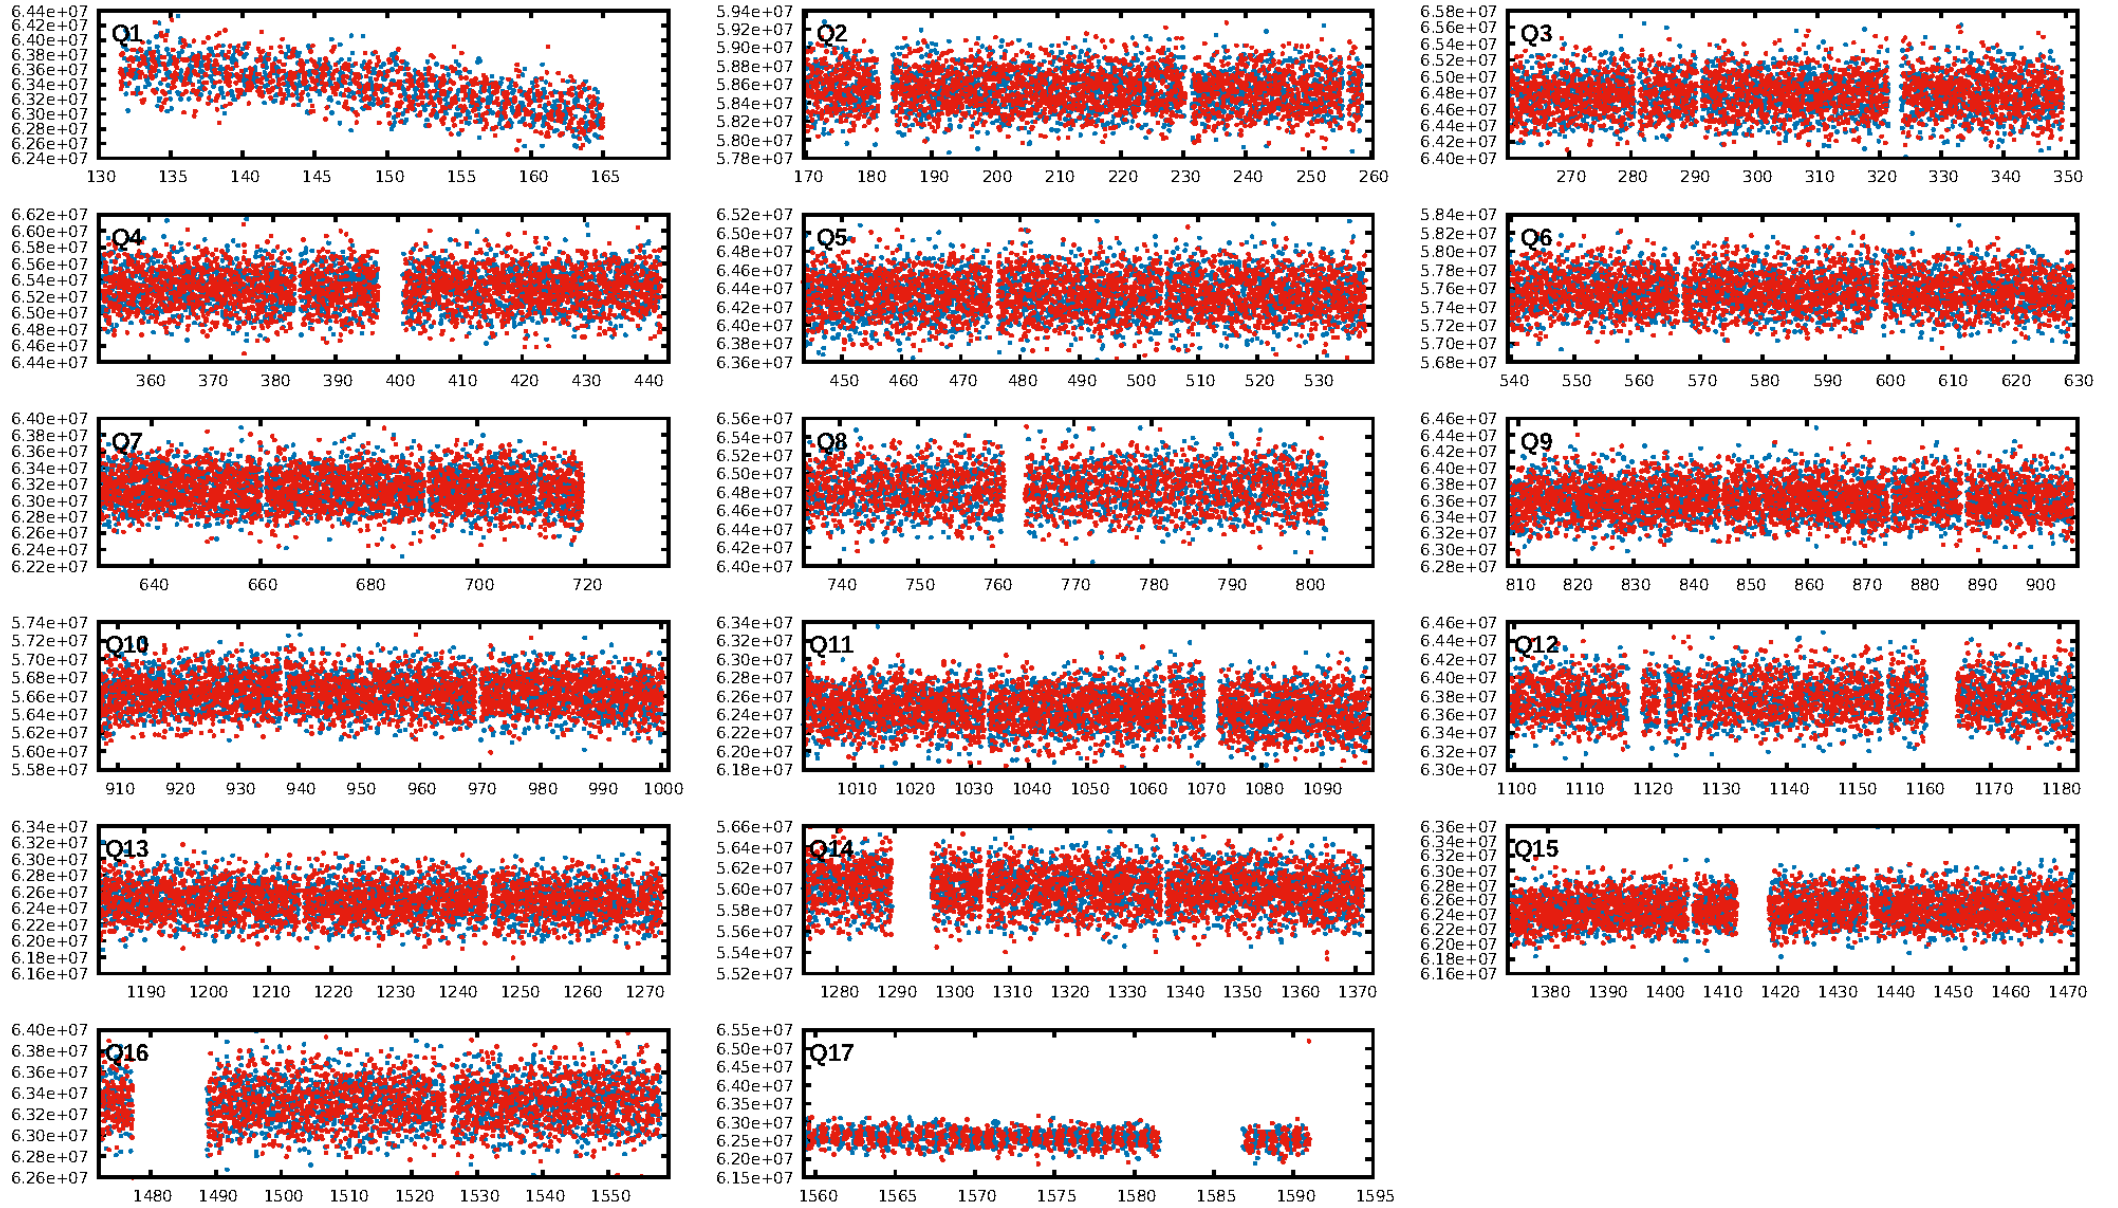 6.44e+07
6.42e+07
6.40e+07
6.38e+07
6.36e+07
6.34e+07
6.32e+07
6.30e+07
6.28e+07
6.26e+07
6.24e+07
Q1
130 135 140 145 150 155 160 165
5.94e+07
5.92e+07
5.90e+07
5.88e+07
5.86e+07
5.84e+07
5.82e+07
5.80e+07
5.78e+07
Q2
170 180 190 200 210 220 230 240 250 260
6.58e+07
6.56e+07
6.54e+07
6.52e+07
6.50e+07
6.48e+07
6.46e+07
6.44e+07
6.42e+07
6.40e+07
Q3
270 280 290 300 310 320 330 340 350
6.62e+07
6.60e+07
6.58e+07
6.56e+07
6.54e+07
6.52e+07
6.50e+07
6.48e+07
6.46e+07
6.44e+07
Q4
360 370 380 390 400 410 420 430 440
6.52e+07
6.50e+07
6.48e+07
6.46e+07
6.44e+07
6.42e+07
6.40e+07
6.38e+07
6.36e+07
Q5
450 460 470 480 490 500 510 520 530
5.84e+07
5.82e+07
5.80e+07
5.78e+07
5.76e+07
5.74e+07
5.72e+07
5.70e+07
5.68e+07
Q6
540 550 560 570 580 590 600 610 620 630
6.40e+07
6.38e+07
6.36e+07
6.34e+07
6.32e+07
6.30e+07
6.28e+07
6.26e+07
6.24e+07
6.22e+07
Q7
640 660 680 700 720
6.56e+07
6.54e+07
6.52e+07
6.50e+07
6.48e+07
6.46e+07
6.44e+07
6.42e+07
6.40e+07
Q8
740 750 760 770 780 790 800
6.46e+07
6.44e+07
6.42e+07
6.40e+07
6.38e+07
6.36e+07
6.34e+07
6.32e+07
6.30e+07
6.28e+07
Q9
810 820 830 840 850 860 870 880 890 900
5.74e+07
5.72e+07
5.70e+07
5.68e+07
5.66e+07
5.64e+07
5.62e+07
5.60e+07
5.58e+07
Q10
910 920 930 940 950 960 970 980 990 1000
6.34e+07
6.32e+07
6.30e+07
6.28e+07
6.26e+07
6.24e+07
6.22e+07
6.20e+07
6.18e+07
Q11
1010 1020 1030 1040 1050 1060 1070 1080 1090
6.46e+07
6.44e+07
6.42e+07
6.40e+07
6.38e+07
6.36e+07
6.34e+07
6.32e+07
6.30e+07
Q12
1100 1110 1120 1130 1140 1150 1160 1170 1180
6.34e+07
6.32e+07
6.30e+07
6.28e+07
6.26e+07
6.24e+07
6.22e+07
6.20e+07
6.18e+07
6.16e+07
Q13
1190 1200 1210 1220 1230 1240 1250 1260 1270
5.66e+07
5.64e+07
5.62e+07
5.60e+07
5.58e+07
5.56e+07
5.54e+07
5.52e+07
Q14
1280 1290 1300 1310 1320 1330 1340 1350 1360 1370
6.36e+07
6.34e+07
6.32e+07
6.30e+07
6.28e+07
6.26e+07
6.24e+07
6.22e+07
6.20e+07
6.18e+07
6.16e+07
Q15
1380 1390 1400 1410 1420 1430 1440 1450 1460 1470
6.40e+07
6.38e+07
6.36e+07
6.34e+07
6.32e+07
6.30e+07
6.28e+07
6.26e+07
Q16
1480 1490 1500 1510 1520 1530 1540 1550
6.55e+07
6.50e+07
6.45e+07
6.40e+07
6.35e+07
6.30e+07
6.25e+07
6.20e+07
6.15e+07
Q17
1560 1565 1570 1575 1580 1585 1590 1595